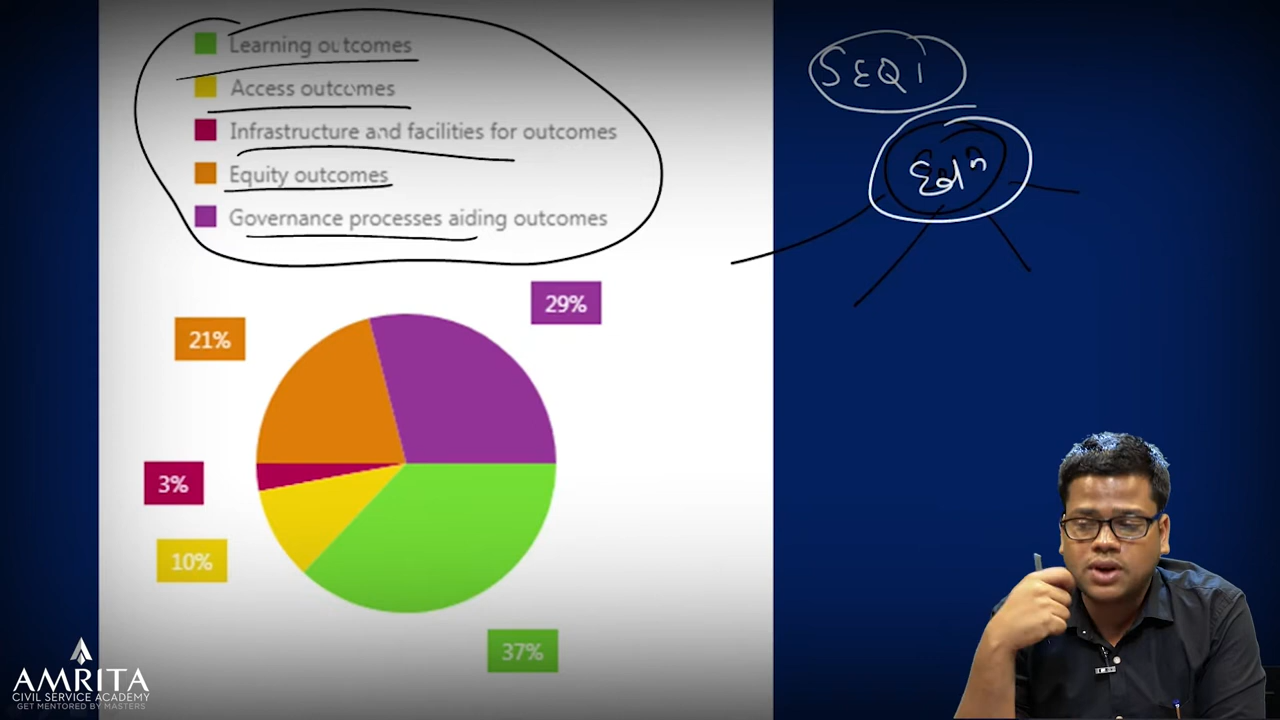 Learning outcomes
Access outcomes
Infrastructure and facilities for outcomes
Equity outcomes
Governance processes aiding outcomes
SEQI
Edn
29%
21%
3%
10%
37%
AMRITA
CIVIL SERVICE ACADEMY
GET MENTORED BY MASTERS